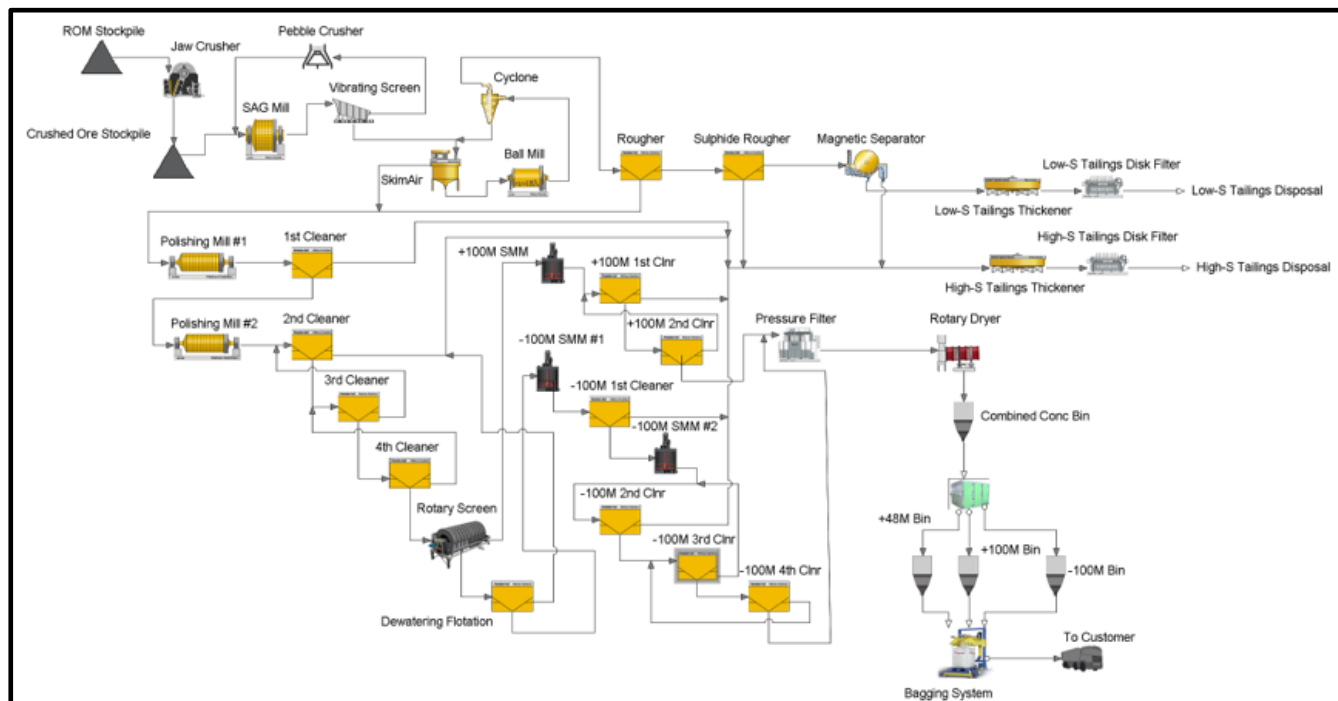 ROM Stockpile
Jaw Crusher
Pebble Crusher
Vibrating Screen
Cyclone
SAG Mill
Crushed Ore Stockpile
SkimAir
Ball Mill
Rougher
Sulphide Rougher
Magnetic Separator
Low-S Tailings Disk Filter
Low-S Tailings Disposal
Low-S Tailings Thickener
High-S Tailings Disk Filter
High-S Tailings Disposal
High-S Tailings Thickener
Polishing Mill #1
1st Cleaner
+100M SMM
+100M 1st Clnr
+100M 2nd Clnr
Polishing Mill #2
2nd Cleaner
-100M SMM #1
3rd Cleaner
-100M 1st Cleaner
-100M SMM #2
4th Cleaner
Rotary Screen
-100M 2nd Clnr
-100M 3rd Clnr
-100M 4th Clnr
Dewatering Flotation
Pressure Filter
Rotary Dryer
Combined Conc Bin
+48M Bin
+100M Bin
-100M Bin
To Customer
Bagging System